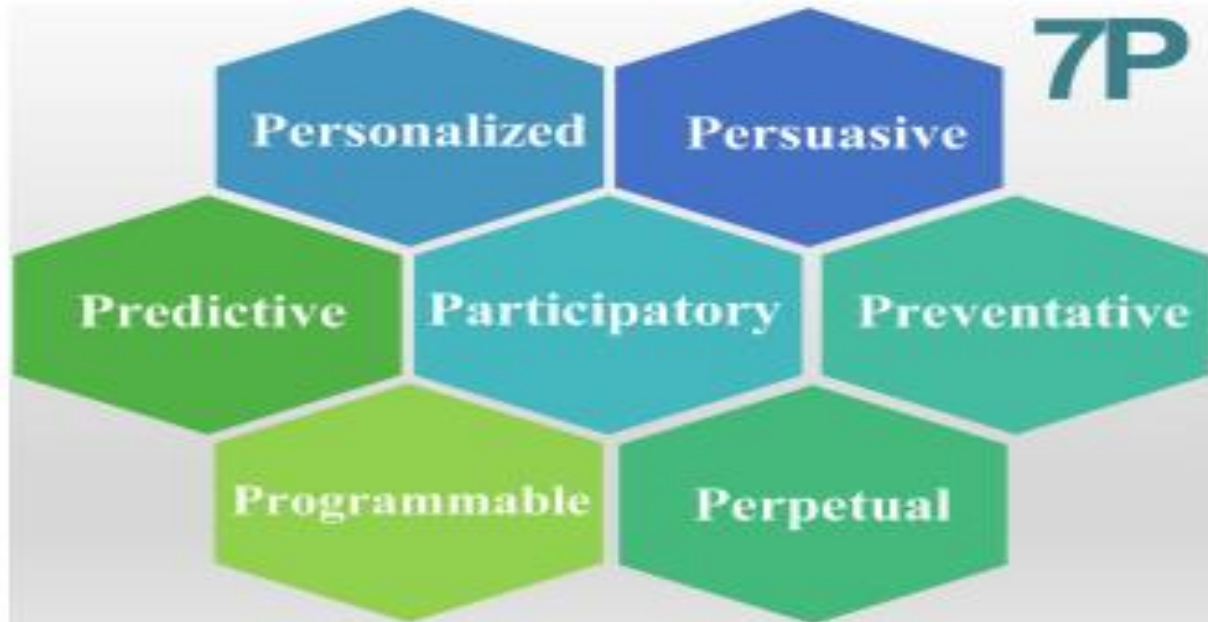 7P
Personalized
Persuasive
Predictive
Participatory
Preventative
Programmable
Perpetual